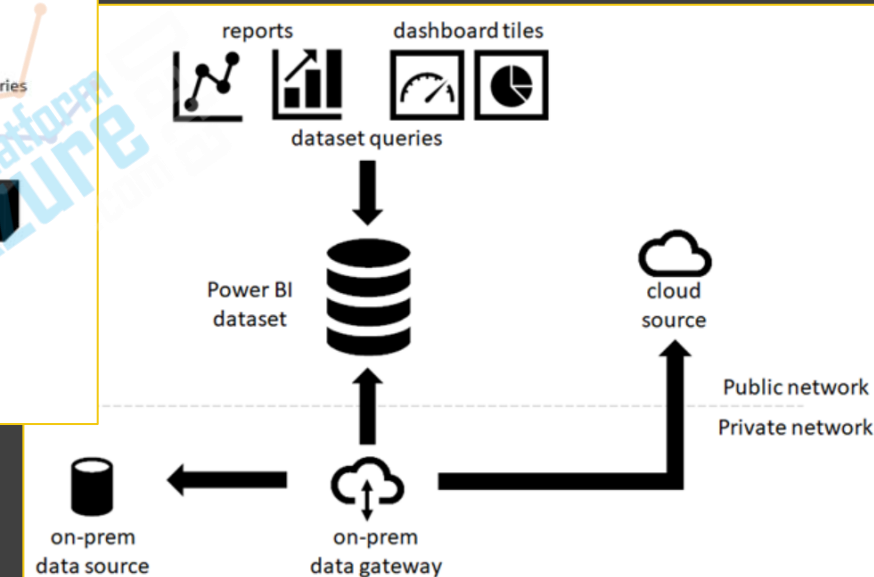 reports
dashboard tiles
ries
dataset queries
Power BI
dataset
cloud
source
Public network
Private network
on-prem
data source
on-prem
data gateway